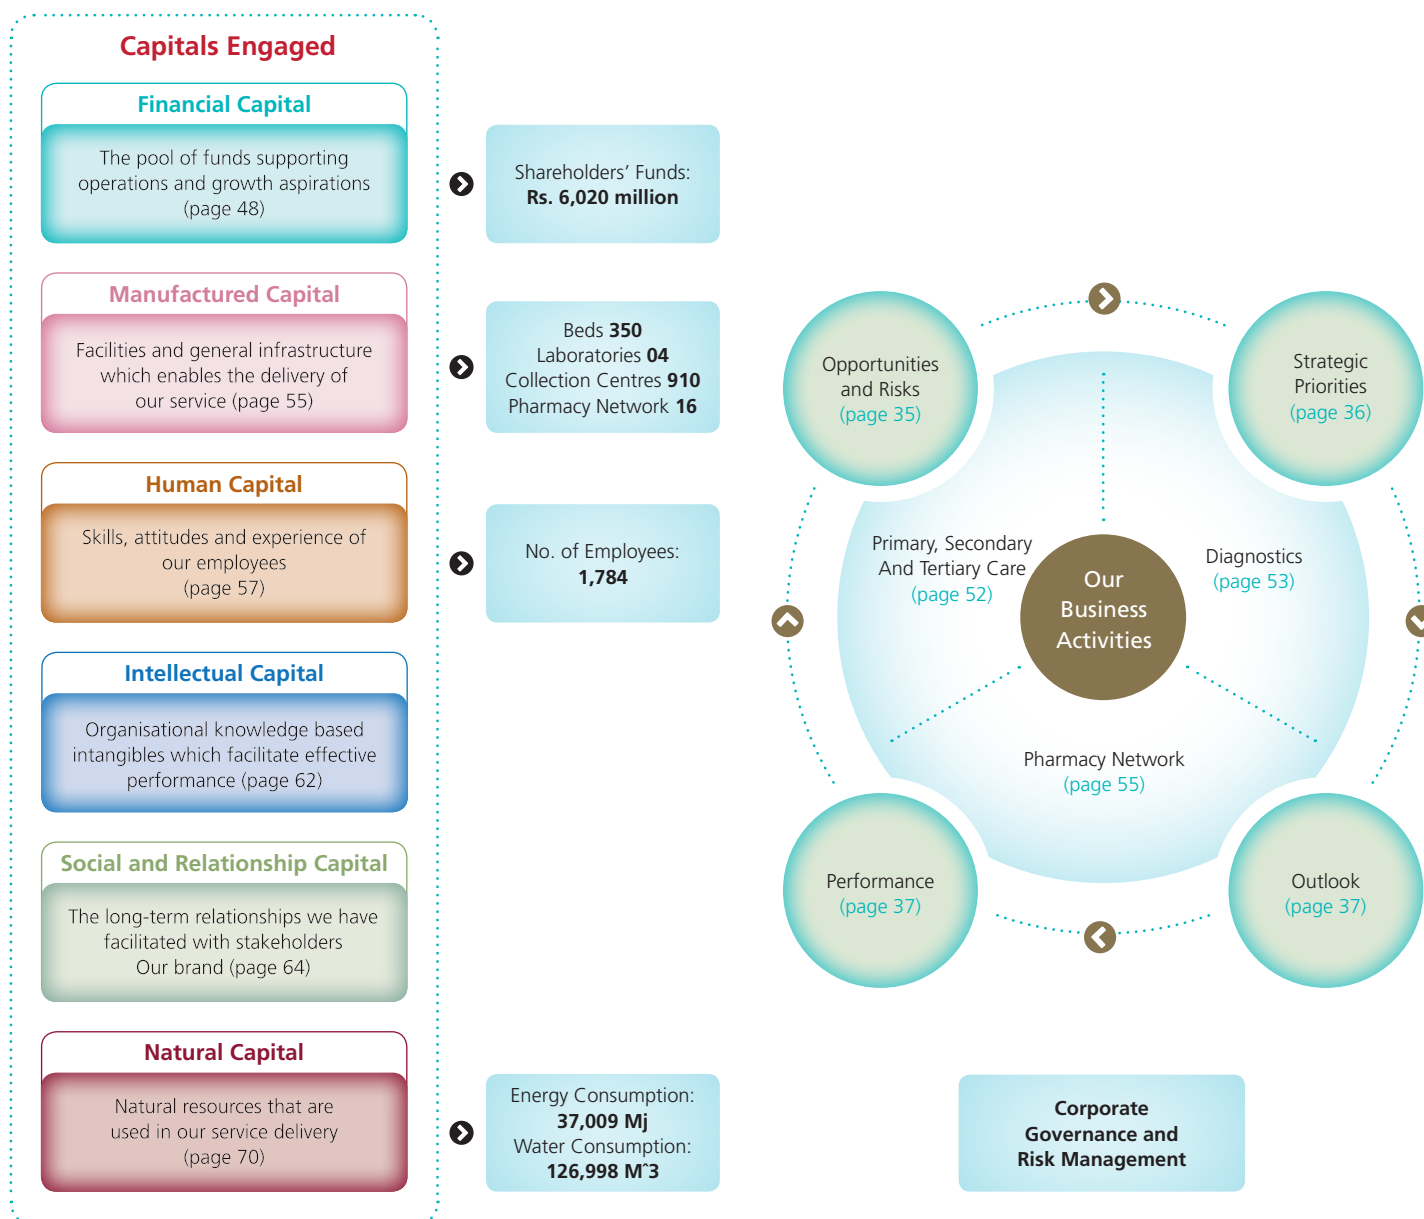 Capitals Engaged
Financial Capital
The pool of funds supporting
operations and growth aspirations
(page 48)
Shareholders’ Funds:
Rs. 6,020 million
Manufactured Capital
Facilities and general infrastructure
which enables the delivery of
our service (page 55)
Beds 350
Laboratories 04
Collection Centres 910
Pharmacy Network 16
Human Capital
Skills, attitudes and experience of
our employees
(page 57)
No. of Employees:
1,784
Intellectual Capital
Organisational knowledge based
intangibles which facilitate effective
performance (page 62)
Social and Relationship Capital
The long-term relationships we have
facilitated with stakeholders
Our brand (page 64)
Natural Capital
Natural resources that are
used in our service delivery
(page 70)
Energy Consumption:
37,009 Mj
Water Consumption:
126,998 M^3
Opportunities
and Risks
(page 35)
Strategic
Priorities
(page 36)
Primary, Secondary
And Tertiary Care
(page 52)
Diagnostics
(page 53)
Our
Business
Activities
Pharmacy Network
(page 55)
Performance
(page 37)
Outlook
(page 37)
Corporate
Governance and
Risk Management